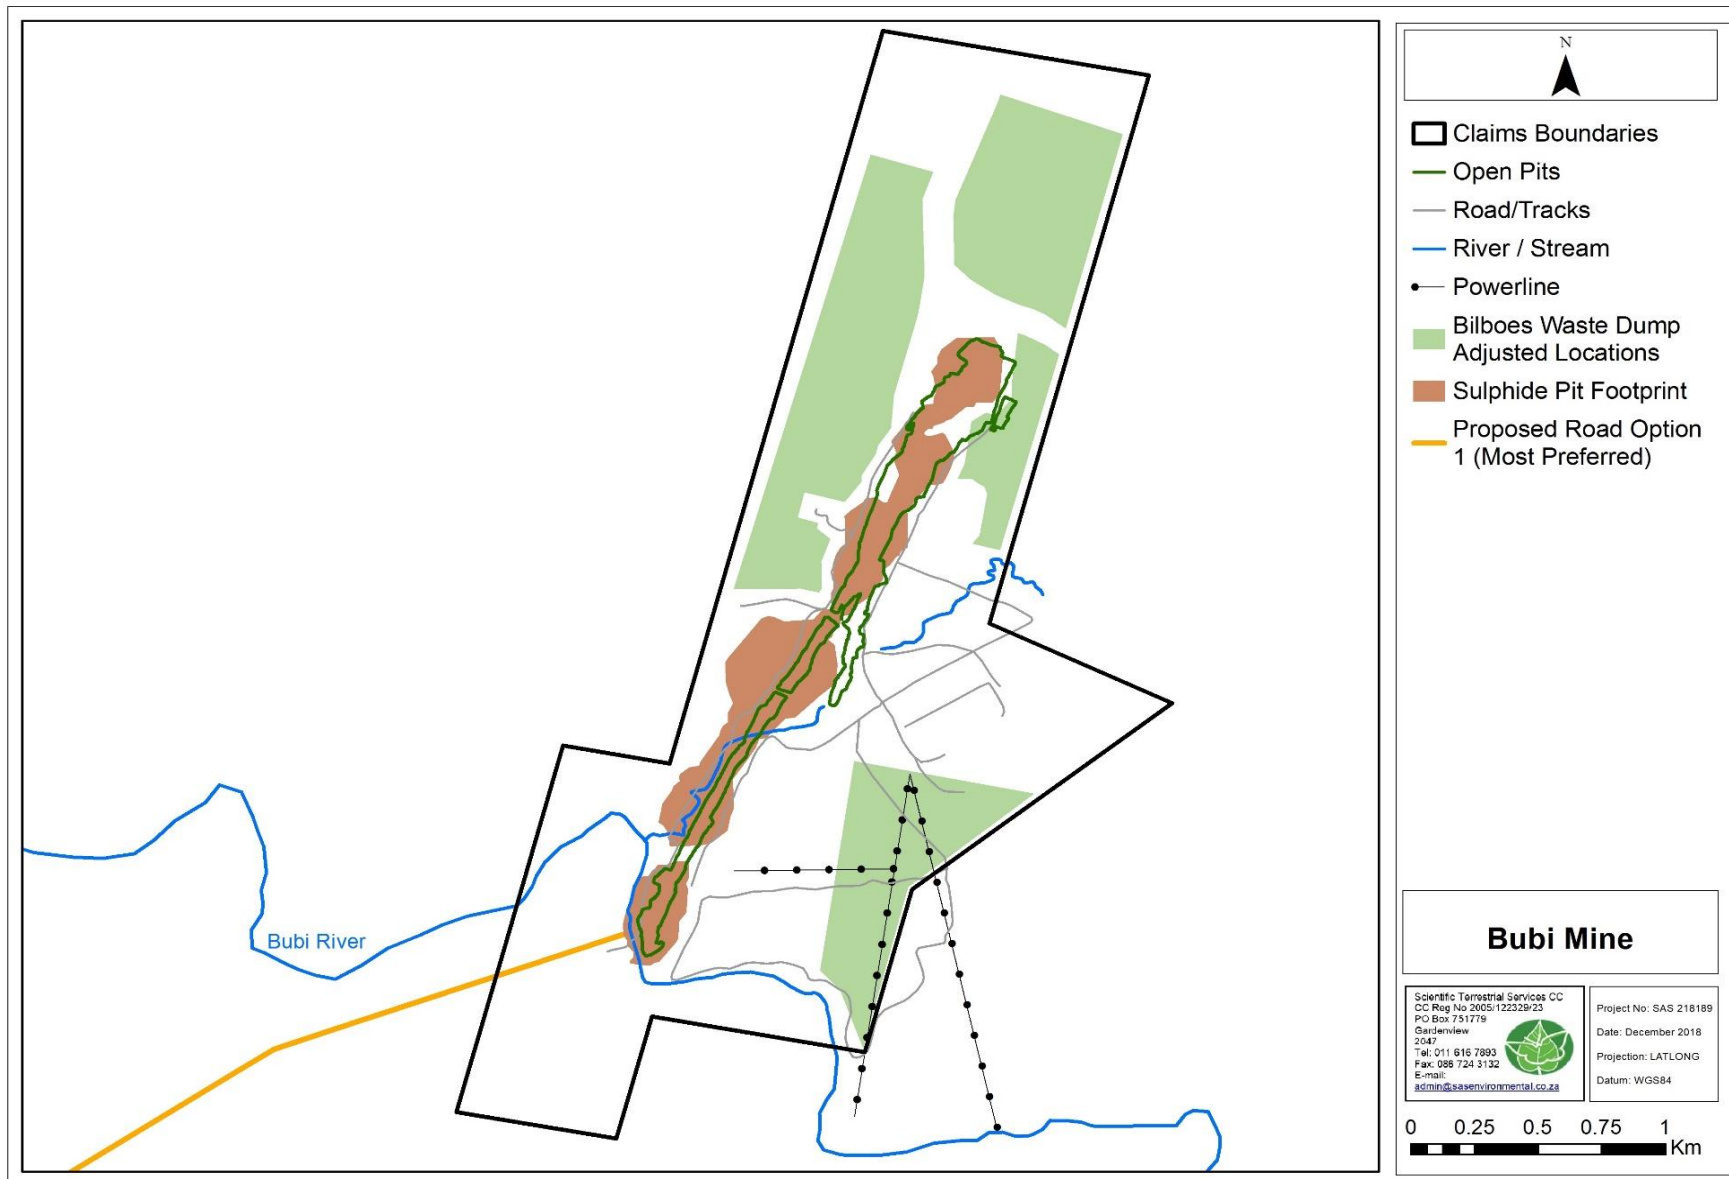 N
Claims Boundaries
Open Pits
Road/Tracks
River / Stream
Powerline
Bilboes Waste Dump
Adjusted Locations
Sulphide Pit Footprint
Proposed Road Option
1 (Most Preferred)
Bubi River
Bubi Mine
Scientific Terrestrial Services CC
CC Reg No 2005/122329/23
PO Box 751779
Gardenview
2047
Tel: 011 616 7893
Fax: 086 724 3132
E-mail:
admin@sasenvironmental.co.za
Project No: SAS 218189
Date: December 2018
Projection: LATLONG
Datum: WGS84
0 0.25 0.5 0.75 1
Km